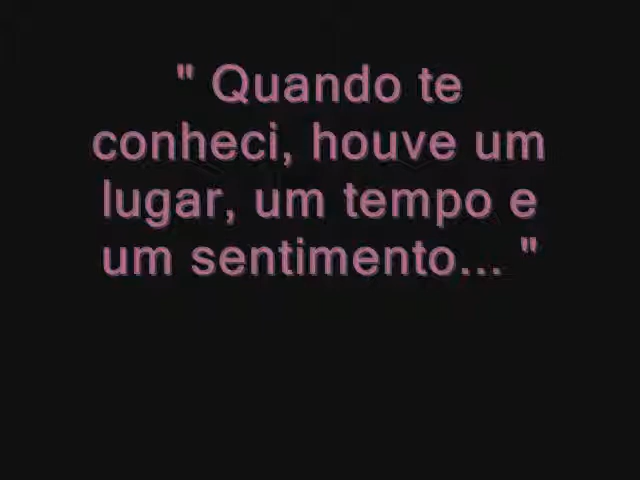 " Quando te
conheci, houve um
lugar, um tempo e
um sentimento... "